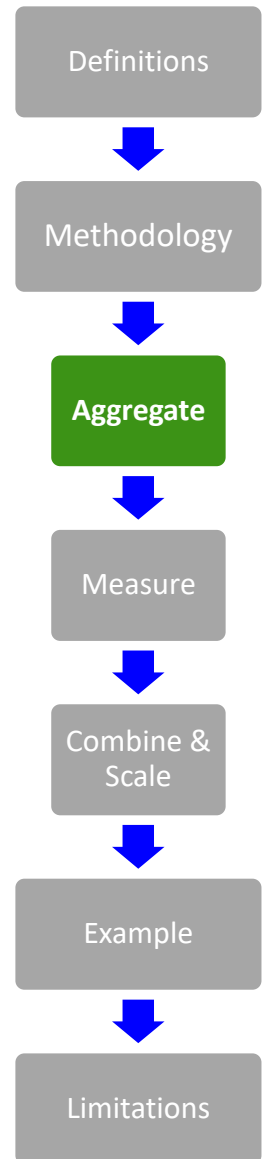 Definitions
Methodology
Aggregate
Measure
Combine &
Scale
Example
Limitations